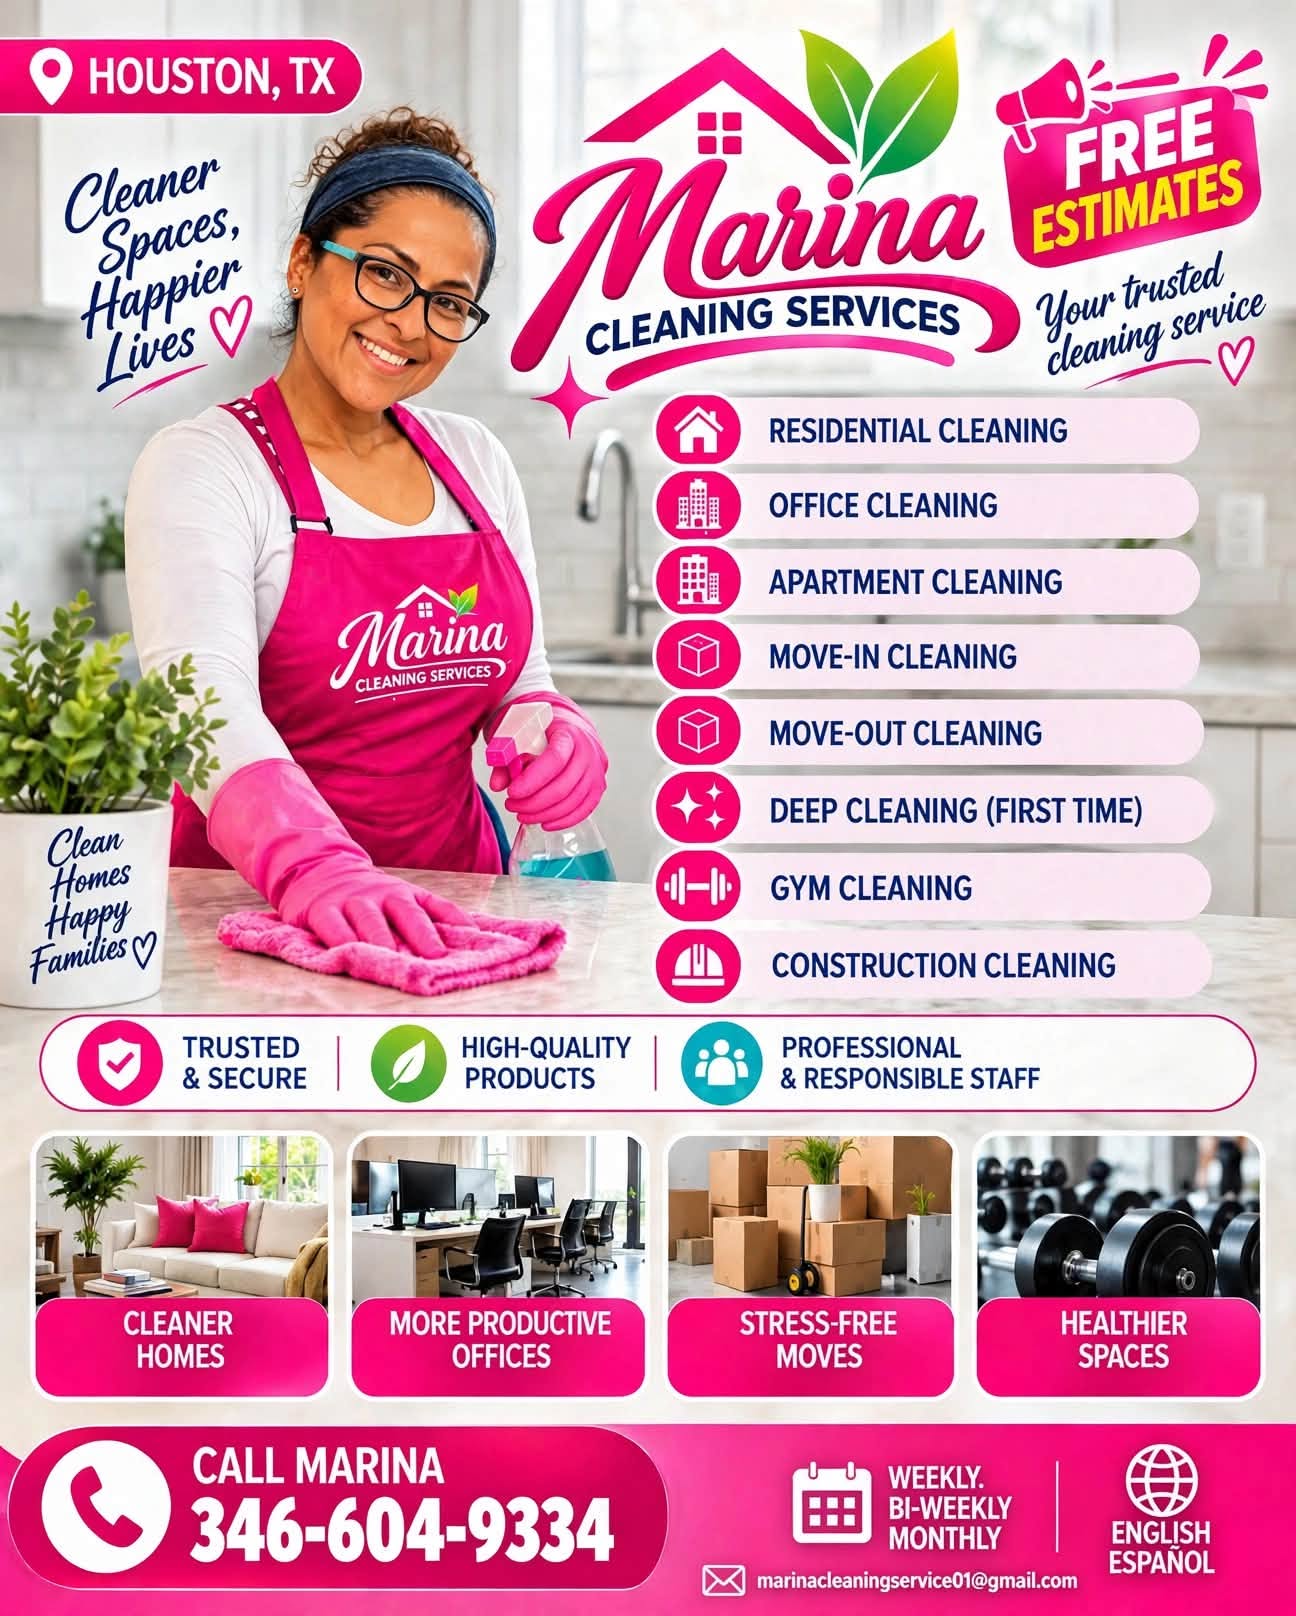 HOUSTON, TX
Cleaner
Spaces,
Happier
Lives
Marina
CLEANING SERVICES
FREE
ESTIMATES
Your trusted
cleaning service
RESIDENTIAL CLEANING
OFFICE CLEANING
APARTMENT CLEANING
MOVE-IN CLEANING
MOVE-OUT CLEANING
DEEP CLEANING (FIRST TIME)
GYM CLEANING
CONSTRUCTION CLEANING
Marina
CLEANING SERVICES
Clean
Homes
Happy
Families
TRUSTED
& SECURE
HIGH-QUALITY
PRODUCTS
PROFESSIONAL
& RESPONSIBLE STAFF
CLEANER
HOMES
MORE PRODUCTIVE
OFFICES
STRESS-FREE
MOVES
HEALTHIER
SPACES
CALL MARINA
346-604-9334
WEEKLY.
BI-WEEKLY
MONTHLY
ENGLISH
ESPAÑOL
marinacleaningservice01@gmail.com